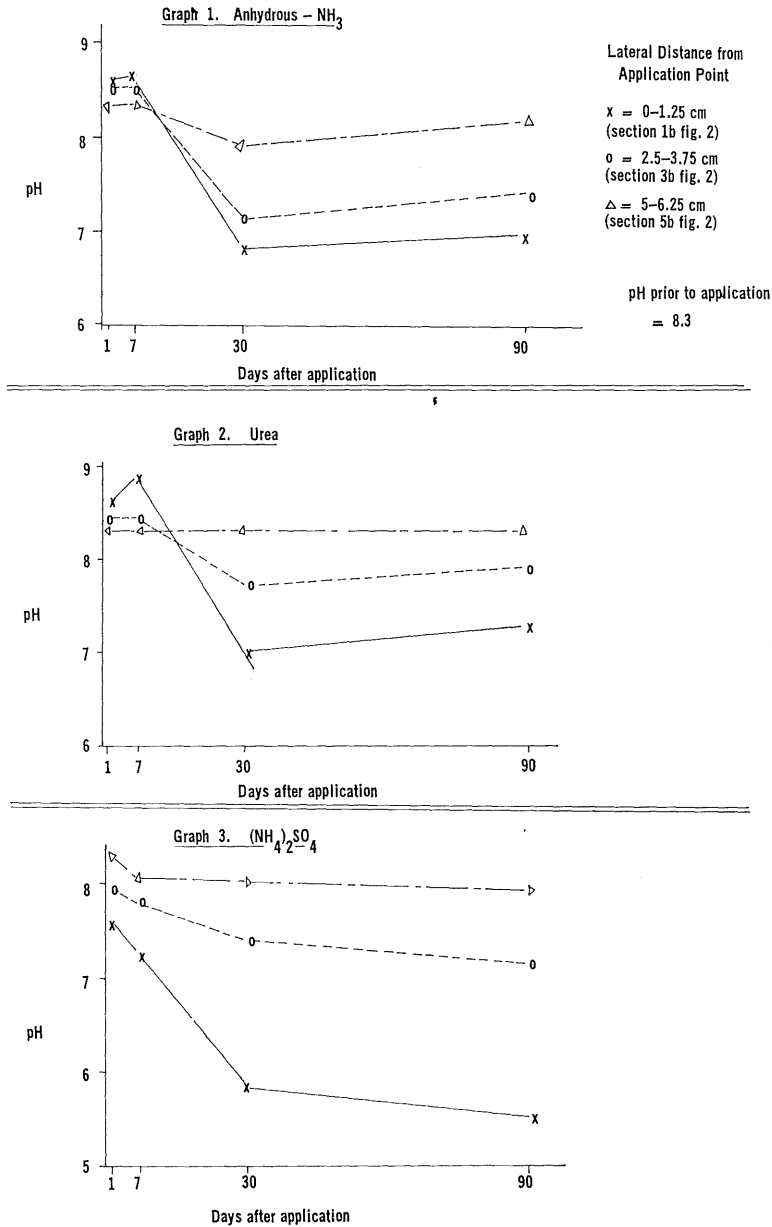 Graph 1. Anhydrous – NH3
9
8
pH
7
6
1 7 30 90
Days after application
Lateral Distance from
Application Point
x = 0–1.25 cm
(section 1b fig. 2)
o = 2.5–3.75 cm
(section 3b fig. 2)
△ = 5–6.25 cm
(section 5b fig. 2)
pH prior to application
= 8.3
Graph 2. Urea
9
8
pH
7
6
1 7 30 90
Days after application
Graph 3. (NH4)2SO4
8
7
pH
6
5
1 7 30 90
Days after application